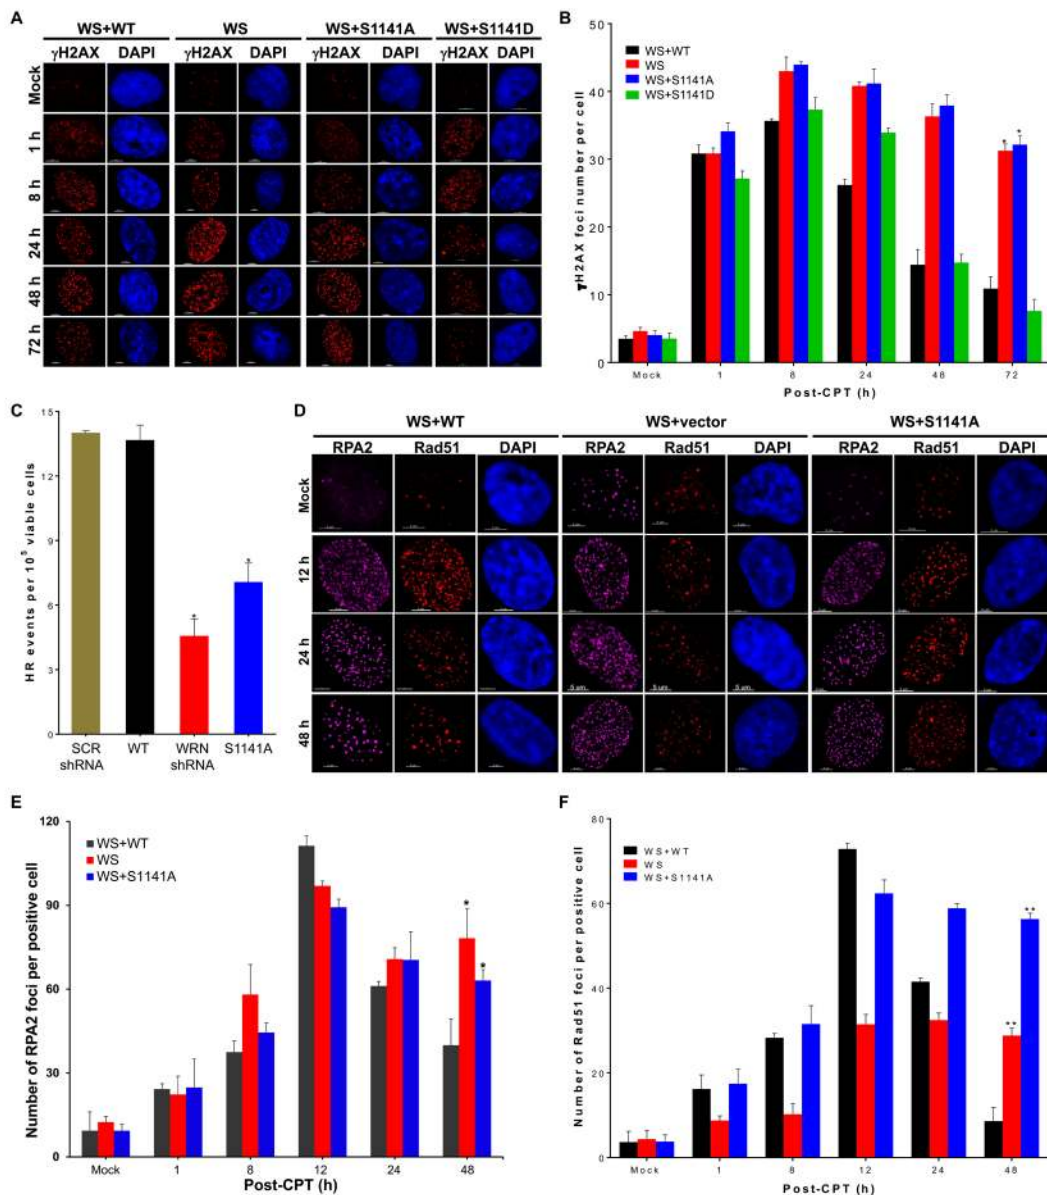 A
WS+WT WS WS+S1141A WS+S1141D
γH2AX DAPI γH2AX DAPI γH2AX DAPI γH2AX DAPI
Mock
1 h
8 h
24 h
48 h
72 h
B
WS+WT
WS
WS+S1141A
WS+S1141D
γH2AX foci number per cell
50
40
30
20
10
0
* *
Mock 1 8 24 48 72
Post-CPT (h)
C
HR events per 10⁵ viable cells
15
12
9
6
3
0
* *
SCR shRNA
WT
WRN shRNA
S1141A
D
WS+WT WS+vector WS+S1141A
RPA2 Rad51 DAPI RPA2 Rad51 DAPI RPA2 Rad51 DAPI
Mock
12 h
24 h
5 µm 5 µm
48 h
E
WS+WT
WS
WS+S1141A
Number of RPA2 foci per positive cell
120
90
60
30
0
* *
Mock 1 8 12 24 48
Post-CPT (h)
F
WS+WT
WS
WS+S1141A
Number of Rad51 foci per positive cell
80
60
40
20
0
** **
Mock 1 8 12 24 48
Post-CPT (h)